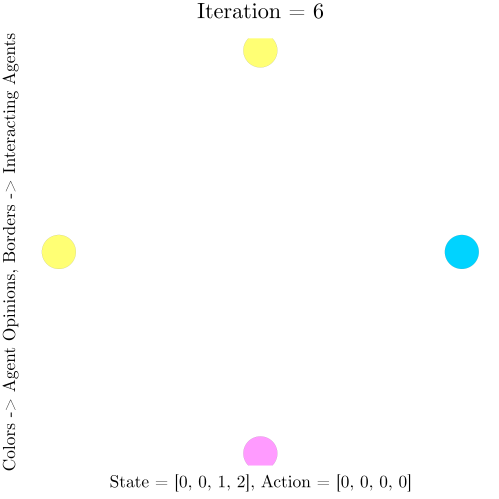 Iteration = 6
Colors -> Agent Opinions, Borders -> Interacting Agents
State = [0, 0, 1, 2], Action = [0, 0, 0, 0]